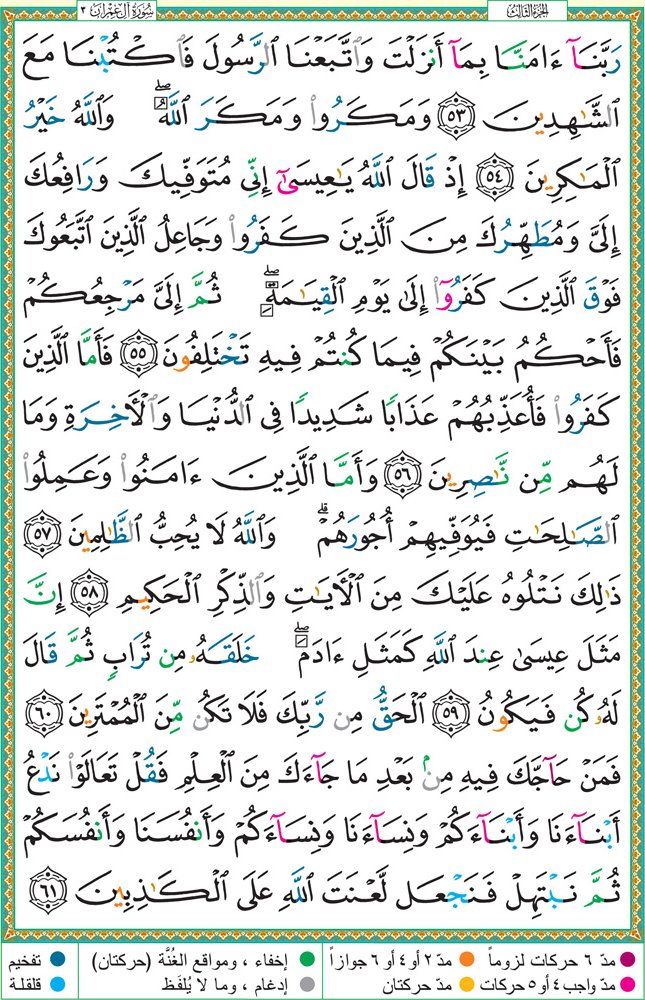 الجزء الثالث
سورة آل عمران ٣
رَبَّنَآ ءَامَنَّا بِمَآ أَنزَلْتَ وَٱتَّبَعْنَا ٱلرَّسُولَ فَٱكْتُبْنَا مَعَ
ٱلشَّٰهِدِينَ ٥٣ وَمَكَرُوا۟ وَمَكَرَ ٱللَّهُ ۖ وَٱللَّهُ خَيْرُ
ٱلْمَٰكِرِينَ ٥٤ إِذْ قَالَ ٱللَّهُ يَٰعِيسَىٰٓ إِنِّى مُتَوَفِّيكَ وَرَافِعُكَ
إِلَىَّ وَمُطَهِّرُكَ مِنَ ٱلَّذِينَ كَفَرُوا۟ وَجَاعِلُ ٱلَّذِينَ ٱتَّبَعُوكَ
فَوْقَ ٱلَّذِينَ كَفَرُوٓا۟ إِلَىٰ يَوْمِ ٱلْقِيَٰمَةِ ۖ ثُمَّ إِلَىَّ مَرْجِعُكُمْ
فَأَحْكُمُ بَيْنَكُمْ فِيمَا كُنتُمْ فِيهِ تَخْتَلِفُونَ ٥٥ فَأَمَّا ٱلَّذِينَ
كَفَرُوا۟ فَأُعَذِّبُهُمْ عَذَابًا شَدِيدًا فِى ٱلدُّنْيَا وَٱلْءَاخِرَةِ وَمَا
لَهُم مِّن نَّٰصِرِينَ ٥٦ وَأَمَّا ٱلَّذِينَ ءَامَنُوا۟ وَعَمِلُوا۟
ٱلصَّٰلِحَٰتِ فَيُوَفِّيهِمْ أُجُورَهُمْ ۗ وَٱللَّهُ لَا يُحِبُّ ٱلظَّٰلِمِينَ ٥٧
ذَٰلِكَ نَتْلُوهُ عَلَيْكَ مِنَ ٱلْءَايَٰتِ وَٱلذِّكْرِ ٱلْحَكِيمِ ٥٨ إِنَّ
مَثَلَ عِيسَىٰ عِندَ ٱللَّهِ كَمَثَلِ ءَادَمَ ۖ خَلَقَهُۥ مِن تُرَابٍ ثُمَّ قَالَ
لَهُۥ كُن فَيَكُونُ ٥٩ ٱلْحَقُّ مِن رَّبِّكَ فَلَا تَكُن مِّنَ ٱلْمُمْتَرِينَ ٦٠
فَمَنْ حَآجَّكَ فِيهِ مِنۢ بَعْدِ مَا جَآءَكَ مِنَ ٱلْعِلْمِ فَقُلْ تَعَالَوْا۟ نَدْعُ
أَبْنَآءَنَا وَأَبْنَآءَكُمْ وَنِسَآءَنَا وَنِسَآءَكُمْ وَأَنفُسَنَا وَأَنفُسَكُمْ
ثُمَّ نَبْتَهِلْ فَنَجْعَل لَّعْنَتَ ٱللَّهِ عَلَى ٱلْكَٰذِبِينَ ٦١
مدّ ٦ حركات لزوماً مدّ ٢ أو ٤ أو ٦ جوازاً إخفاء ، ومواقع الغُنَّة (حركتان) تفخيم
مدّ واجب ٤ أو ٥ حركات مدّ حركتان إدغام ، وما لا يُلفَظ قلقلة